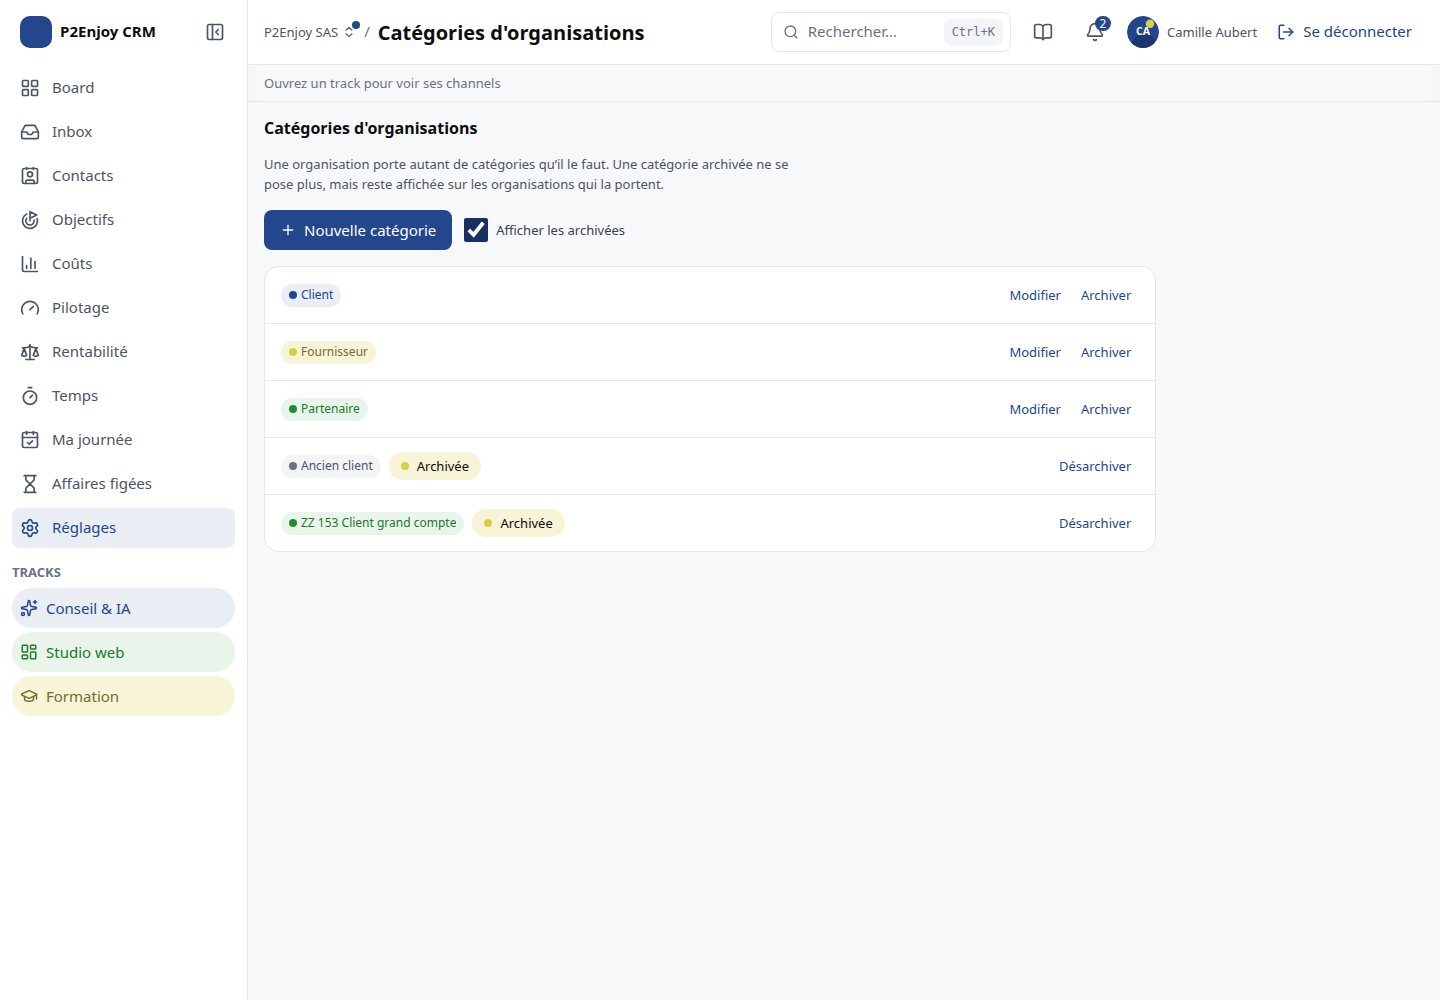 P2Enjoy CRM
Board
Inbox
Contacts
Objectifs
Coûts
Pilotage
Rentabilité
Temps
Ma journée
Affaires figées
Réglages
TRACKS
Conseil & IA
Studio web
Formation
P2Enjoy SAS / Catégories d'organisations
Rechercher... Ctrl+K
2
CA Camille Aubert
Se déconnecter
Ouvrez un track pour voir ses channels
Catégories d'organisations
Une organisation porte autant de catégories qu'il le faut. Une catégorie archivée ne se
pose plus, mais reste affichée sur les organisations qui la portent.
+ Nouvelle catégorie Afficher les archivées
Client Modifier Archiver
Fournisseur Modifier Archiver
Partenaire Modifier Archiver
Ancien client Archivée Désarchiver
ZZ 153 Client grand compte Archivée Désarchiver